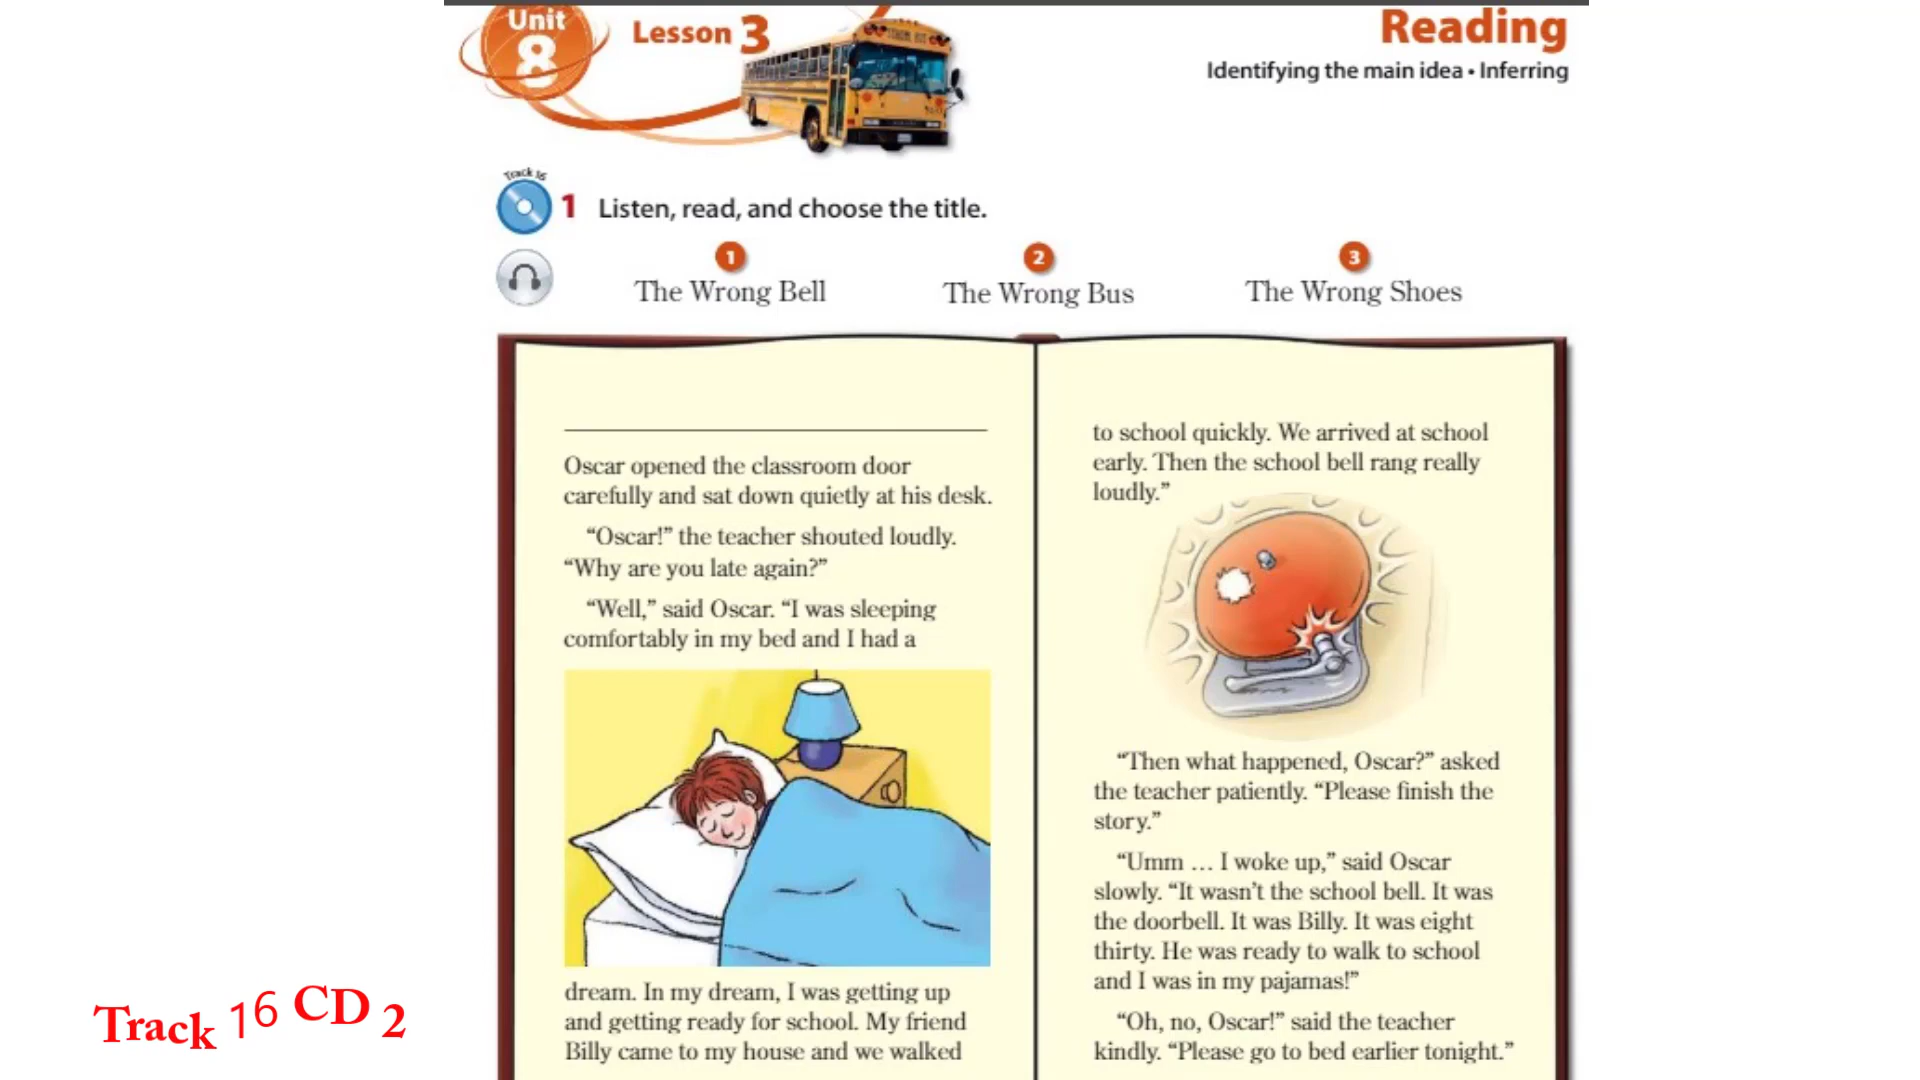 Unit
8
Lesson 3
Reading
Identifying the main idea • Inferring
SCHOOL BUS
Track 16
1 Listen, read, and choose the title.
1
The Wrong Bell
2
The Wrong Bus
3
The Wrong Shoes
Oscar opened the classroom door
carefully and sat down quietly at his desk.
“Oscar!” the teacher shouted loudly.
“Why are you late again?”
“Well,” said Oscar. “I was sleeping
comfortably in my bed and I had a
dream. In my dream, I was getting up
and getting ready for school. My friend
Billy came to my house and we walked
to school quickly. We arrived at school
early. Then the school bell rang really
loudly.”
“Then what happened, Oscar?” asked
the teacher patiently. “Please finish the
story.”
“Umm … I woke up,” said Oscar
slowly. “It wasn’t the school bell. It was
the doorbell. It was Billy. It was eight
thirty. He was ready to walk to school
and I was in my pajamas!”
“Oh, no, Oscar!” said the teacher
kindly. “Please go to bed earlier tonight.”
Track 16 CD 2